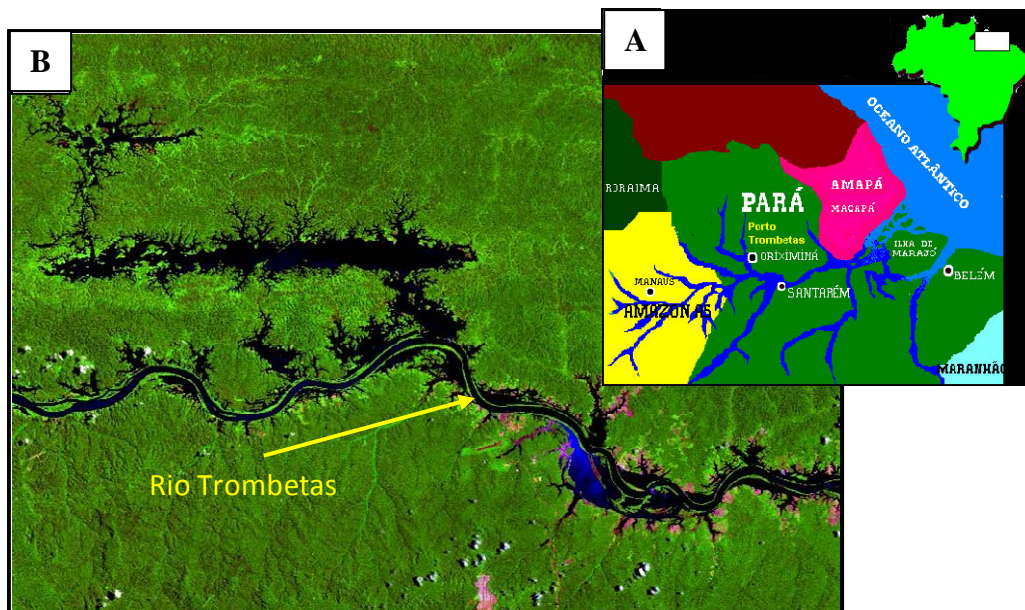 B
A
OCEANO ATLÂNTICO
RORAIMA
AMAPÁ
MACAPÁ
PARÁ
Porto
Trombetas
ORIXIMINÁ
ILHA DE
MARAJÓ
MANAUS
BELÉM
SANTARÉM
AMAZONAS
MARANHÃO
Rio Trombetas